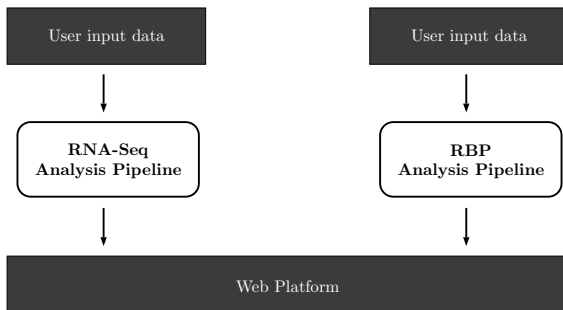 User input data
User input data
RNA-Seq
Analysis Pipeline
RBP
Analysis Pipeline
Web Platform